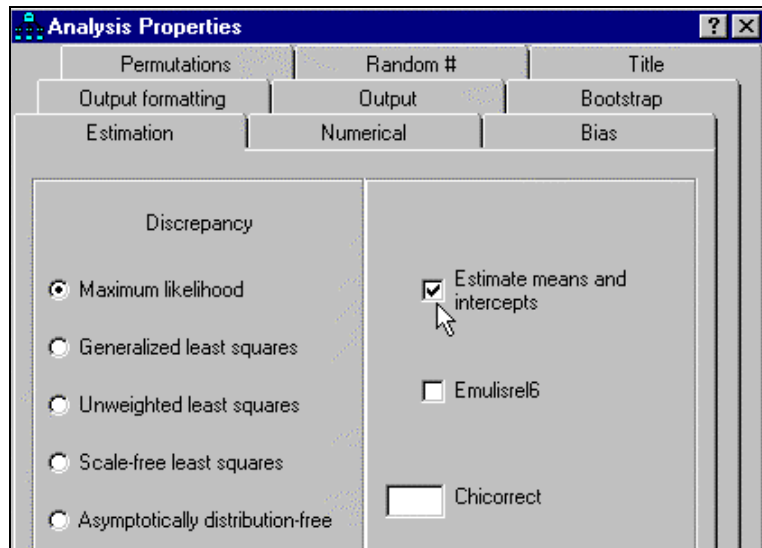 Analysis Properties
Permutations
Random #
Title
Output formatting
Output
Bootstrap
Estimation
Numerical
Bias
Discrepancy
Maximum likelihood
Generalized least squares
Unweighted least squares
Scale-free least squares
Asymptotically distribution-free
Estimate means and
intercepts
Emulisrel6
Chicorrect